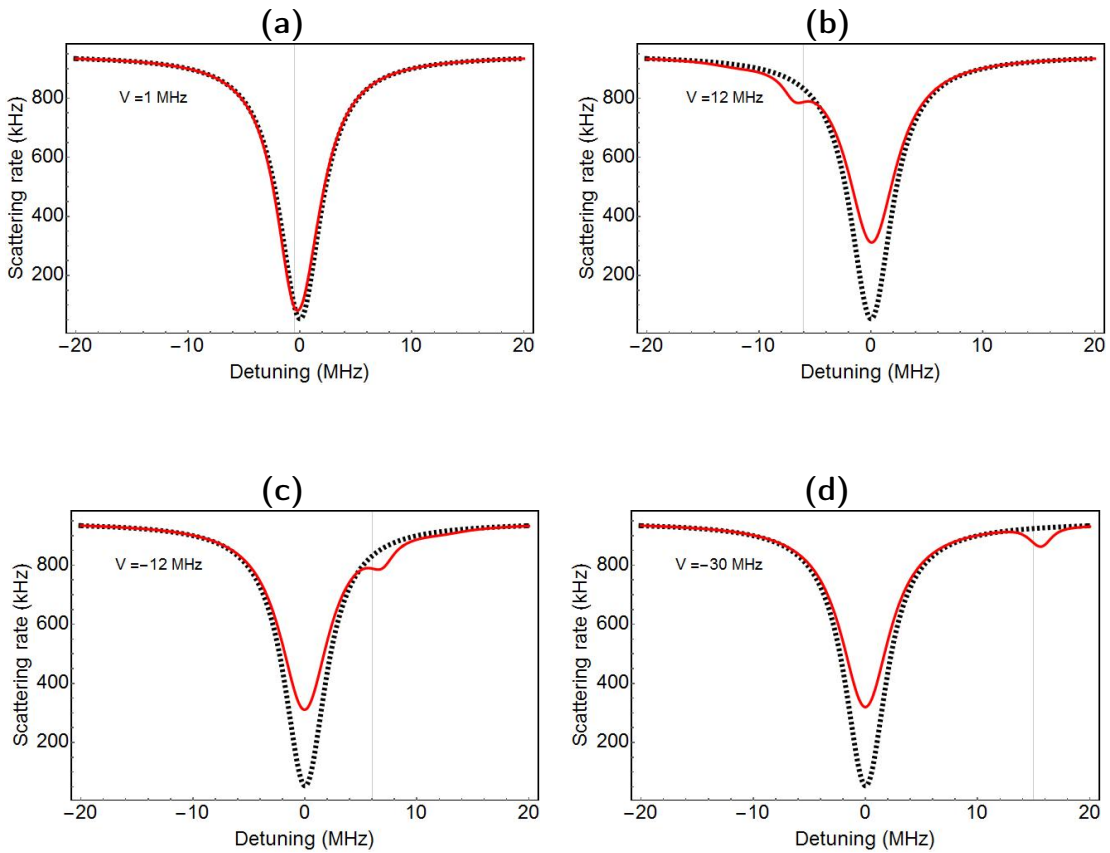 (a) (b)
Scattering rate (kHz)
800
600
400
200
V =1 MHz
−20 −10 0 10 20
Detuning (MHz)
Scattering rate (kHz)
800
600
400
200
V =12 MHz
−20 −10 0 10 20
Detuning (MHz)
(c) (d)
Scattering rate (kHz)
800
600
400
200
V =−12 MHz
−20 −10 0 10 20
Detuning (MHz)
Scattering rate (kHz)
800
600
400
200
V =−30 MHz
−20 −10 0 10 20
Detuning (MHz)